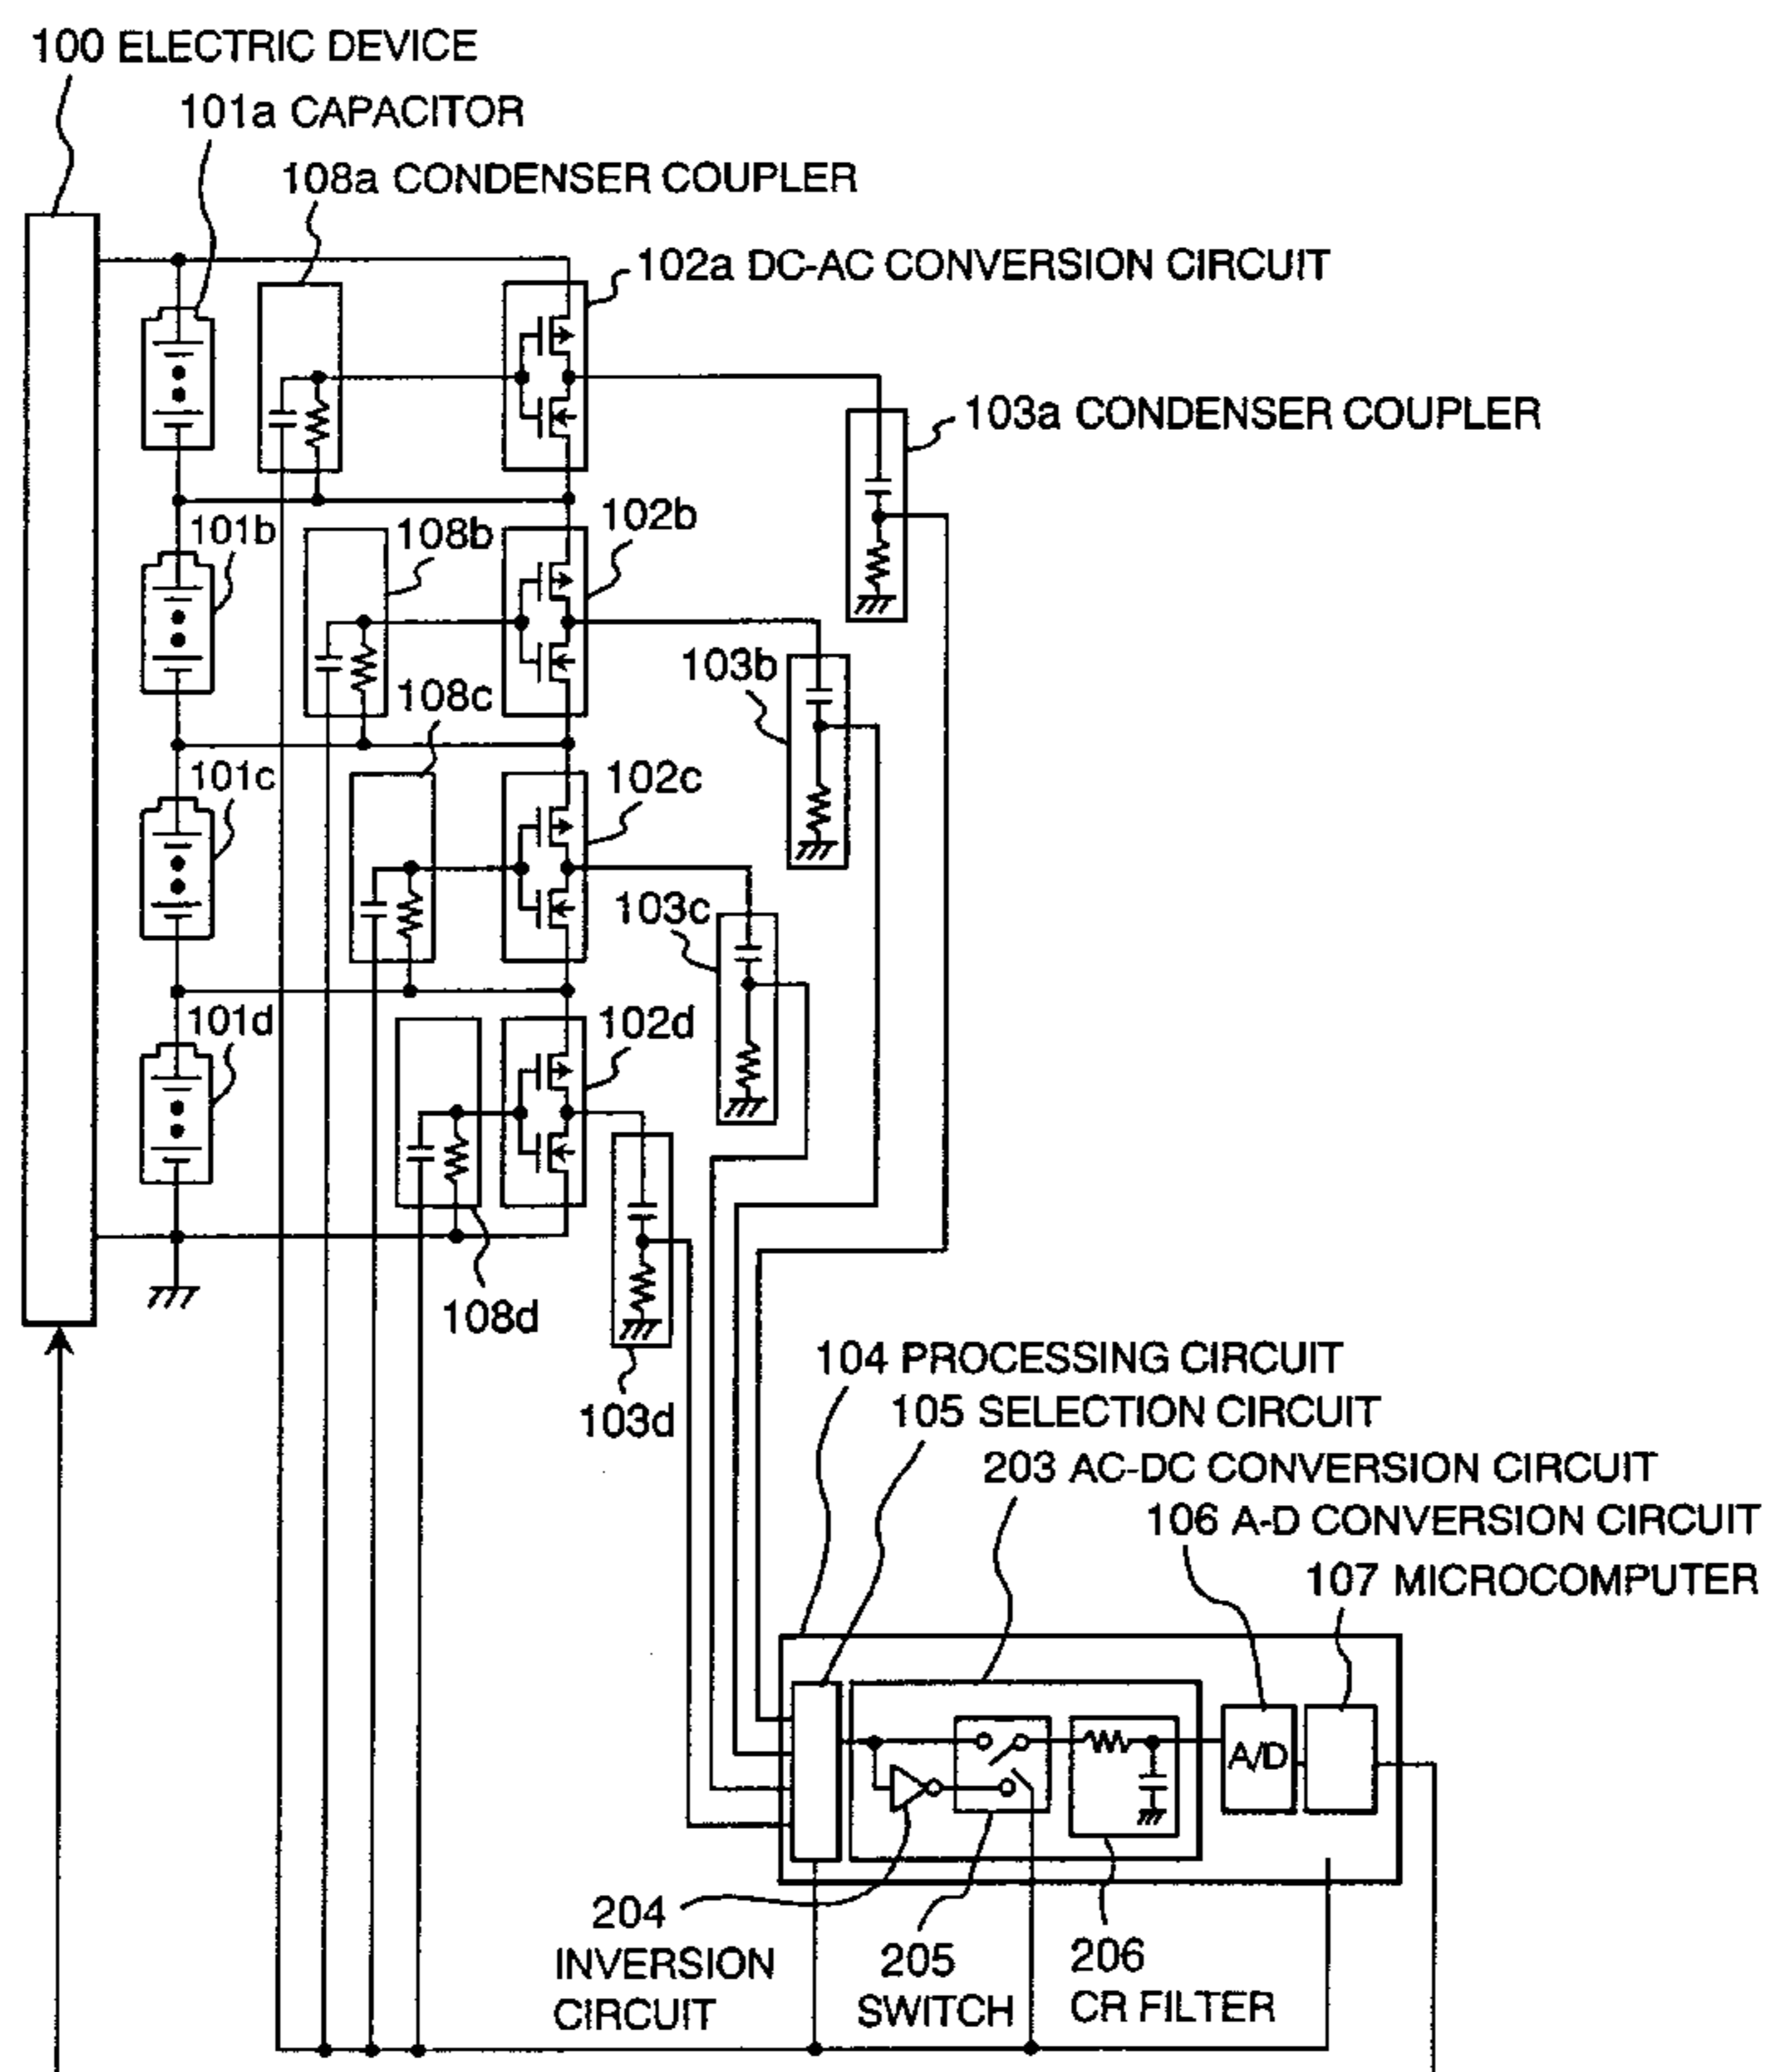 100 ELECTRIC DEVICE
101a CAPACITOR
108a CONDENSER COUPLER
102a DC-AC CONVERSION CIRCUIT
103a CONDENSER COUPLER
101b
108b
102b
103b
108c
101c
102c
103c
101d
102d
108d
103d
104 PROCESSING CIRCUIT
105 SELECTION CIRCUIT
203 AC-DC CONVERSION CIRCUIT
106 A-D CONVERSION CIRCUIT
107 MICROCOMPUTER
A/D
204
INVERSION
CIRCUIT
205
SWITCH
206
CR FILTER